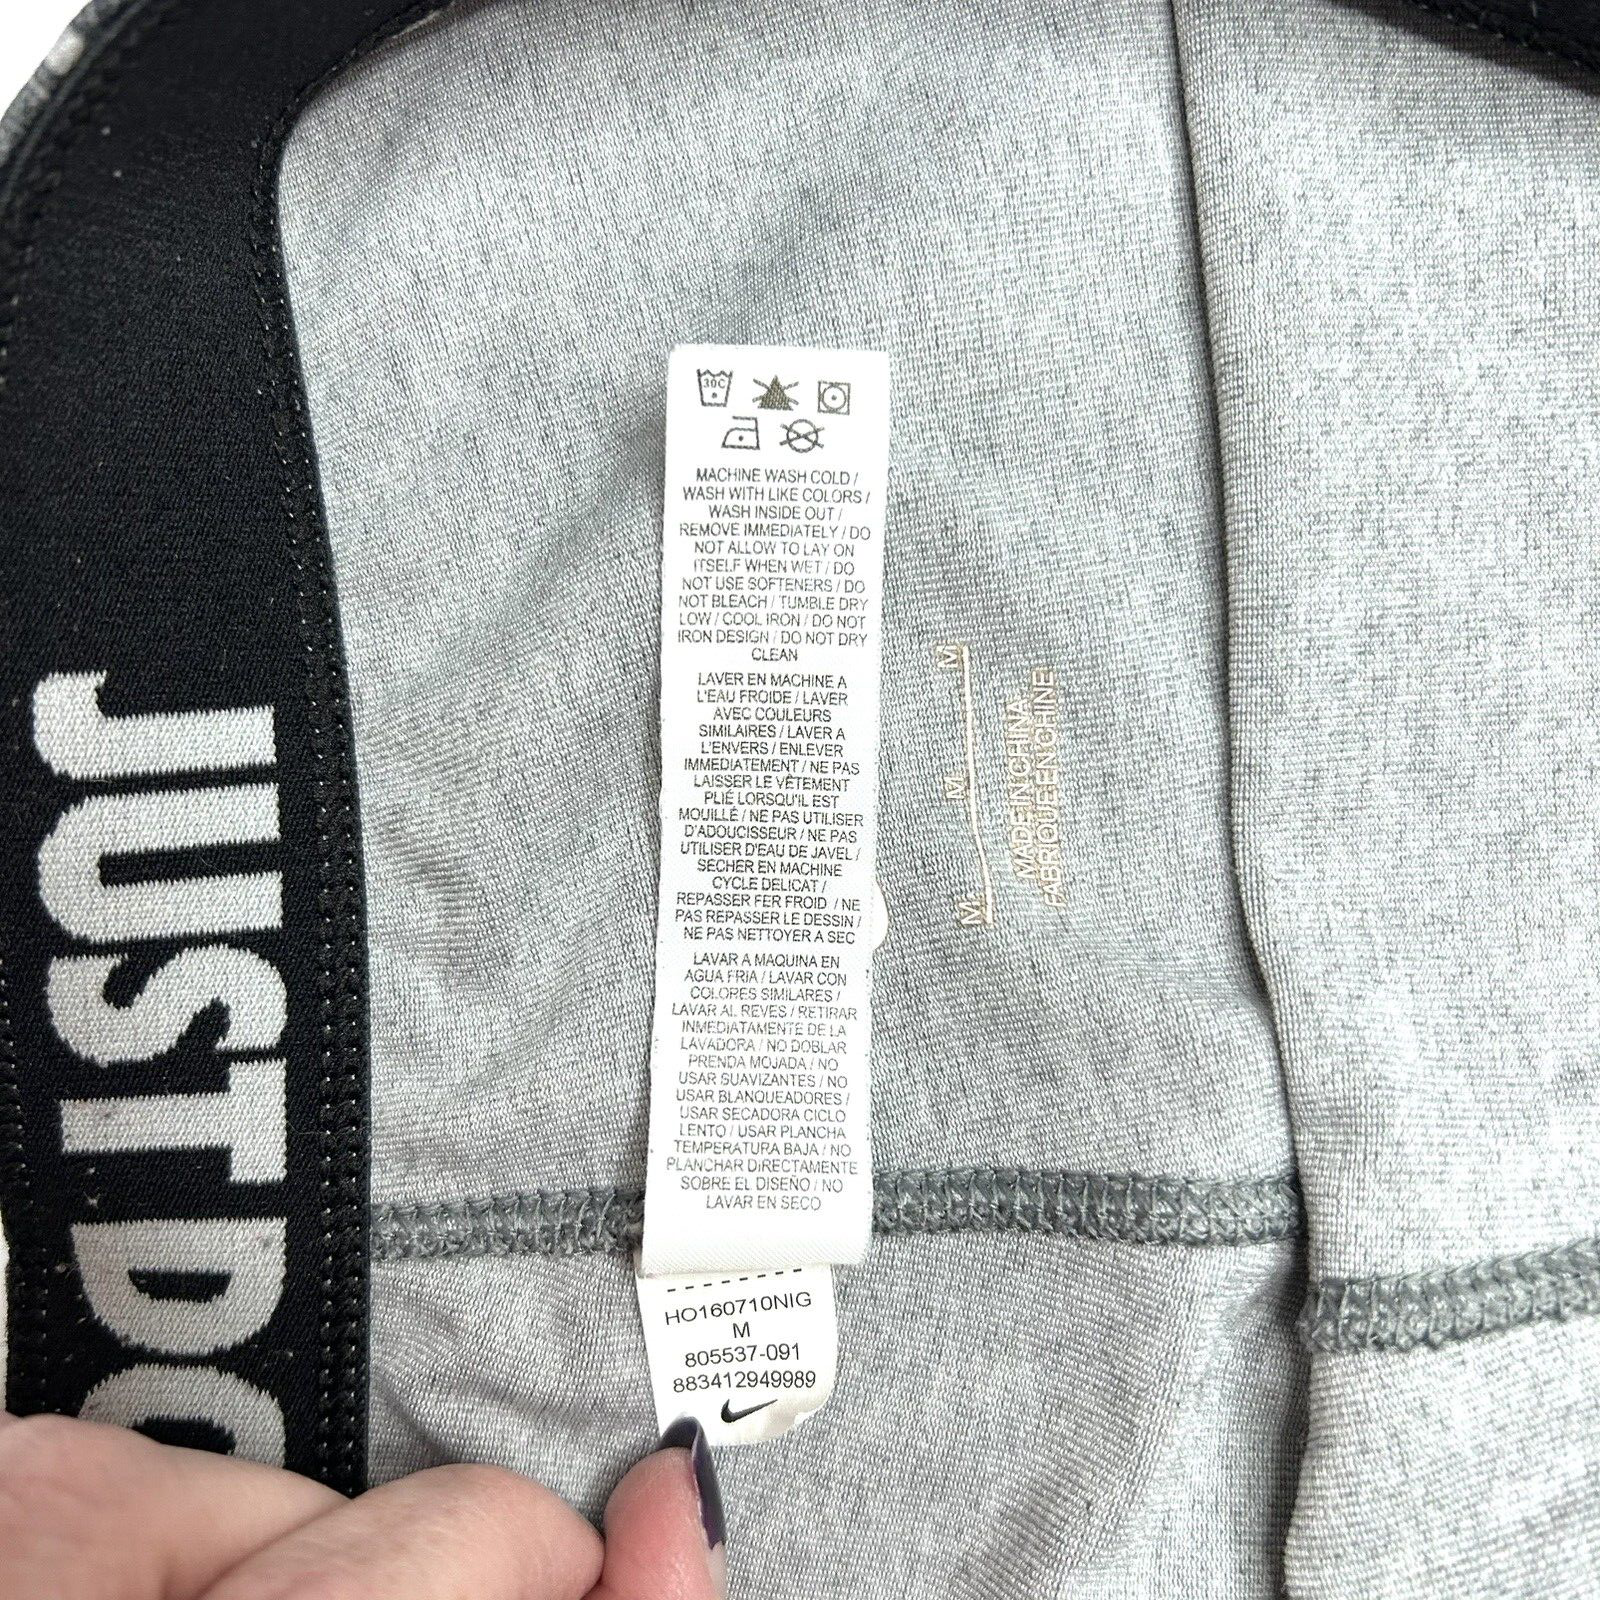 JUST DO
30C
MACHINE WASH COLD /
WASH WITH LIKE COLORS /
WASH INSIDE OUT /
REMOVE IMMEDIATELY / DO
NOT ALLOW TO LAY ON
ITSELF WHEN WET / DO
NOT USE SOFTENERS / DO
NOT BLEACH / TUMBLE DRY
LOW / COOL IRON / DO NOT
IRON DESIGN / DO NOT DRY
CLEAN
LAVER EN MACHINE A
L'EAU FROIDE / LAVER
AVEC COULEURS
SIMILAIRES / LAVER A
L'ENVERS / ENLEVER
IMMEDIATEMENT / NE PAS
LAISSER LE VÊTEMENT
PLIÉ LORSQU'IL EST
MOUILLÉ / NE PAS UTILISER
D'ADOUCISSEUR / NE PAS
UTILISER D'EAU DE JAVEL /
SECHER EN MACHINE
CYCLE DELICAT /
REPASSER FER FROID / NE
PAS REPASSER LE DESSIN /
NE PAS NETTOYER A SEC
LAVAR A MAQUINA EN
AGUA FRIA / LAVAR CON
COLORES SIMILARES /
LAVAR AL REVES / RETIRAR
INMEDIATAMENTE DE LA
LAVADORA / NO DOBLAR
PRENDA MOJADA / NO
USAR SUAVIZANTES / NO
USAR BLANQUEADORES /
USAR SECADORA CICLO
LENTO / USAR PLANCHA
TEMPERATURA BAJA / NO
PLANCHAR DIRECTAMENTE
SOBRE EL DISEÑO / NO
LAVAR EN SECO
HO160710NIG
M
805537-091
883412949989
M M M
MADE IN CHINA
FABRIQUE EN CHINE